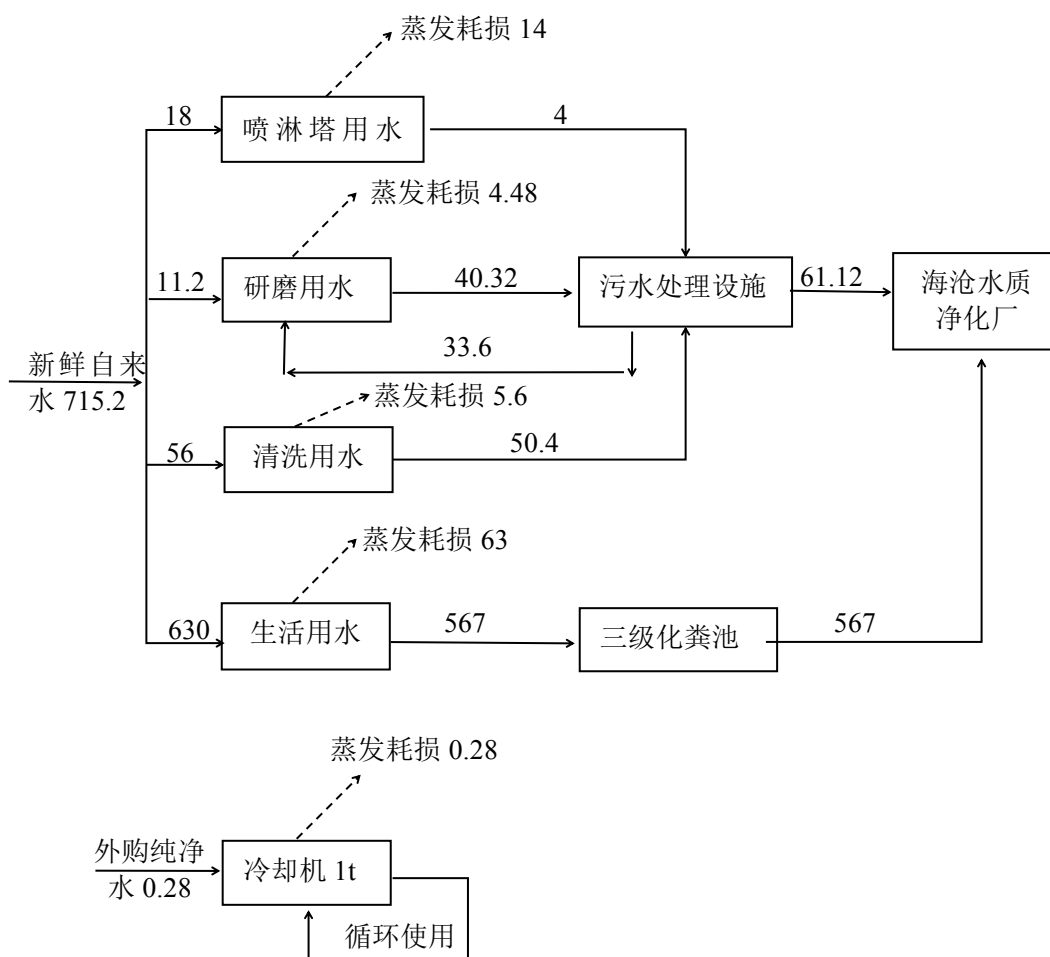 蒸发耗损 14
18
喷淋塔用水
4
蒸发耗损 4.48
11.2
研磨用水
40.32
污水处理设施
61.12
海沧水质
净化厂
33.6
新鲜自来
水 715.2
蒸发耗损 5.6
56
清洗用水
50.4
蒸发耗损 63
630
生活用水
567
三级化粪池
567
蒸发耗损 0.28
外购纯净
水 0.28
冷却机 1t
循环使用